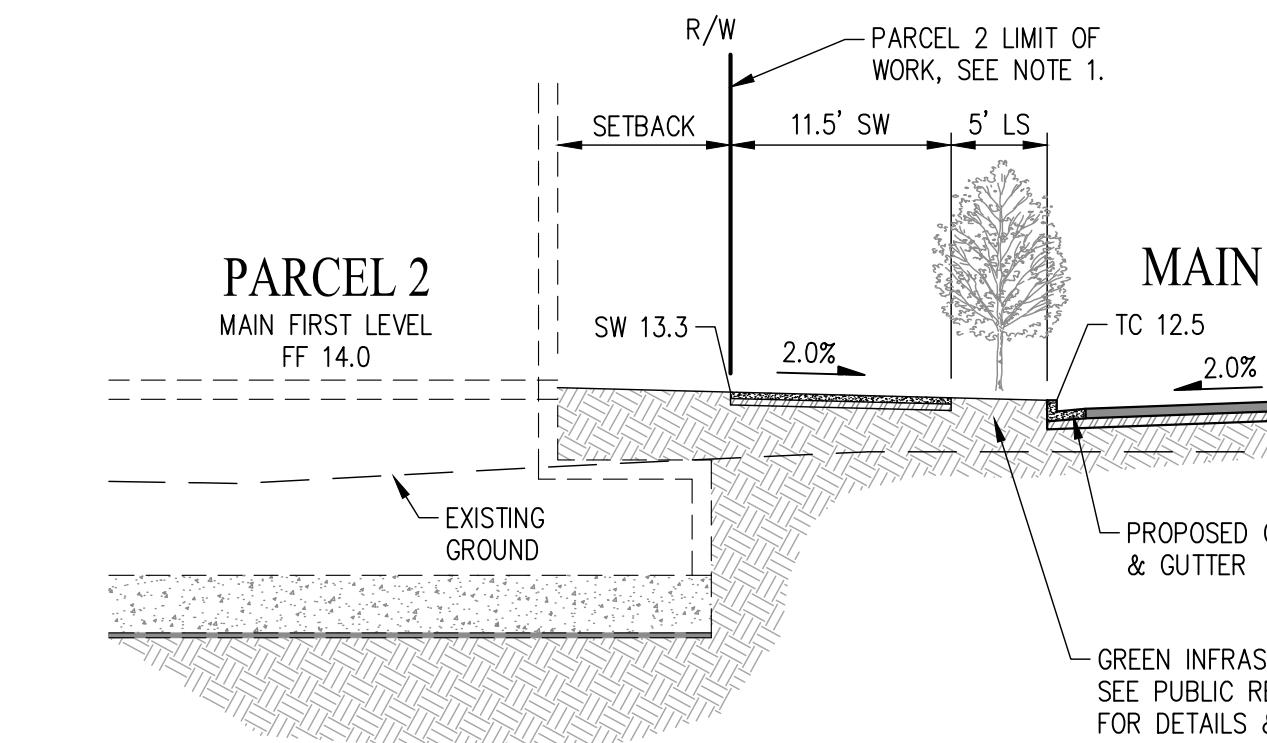 R/W
PARCEL 2 LIMIT OF
WORK, SEE NOTE 1.
SETBACK
11.5' SW
5' LS
PARCEL 2
MAIN FIRST LEVEL
FF 14.0
MAIN
SW 13.3
TC 12.5
2.0%
2.0%
EXISTING
GROUND
PROPOSED
& GUTTER
GREEN
SEE PUBLIC
FOR DETAILS &